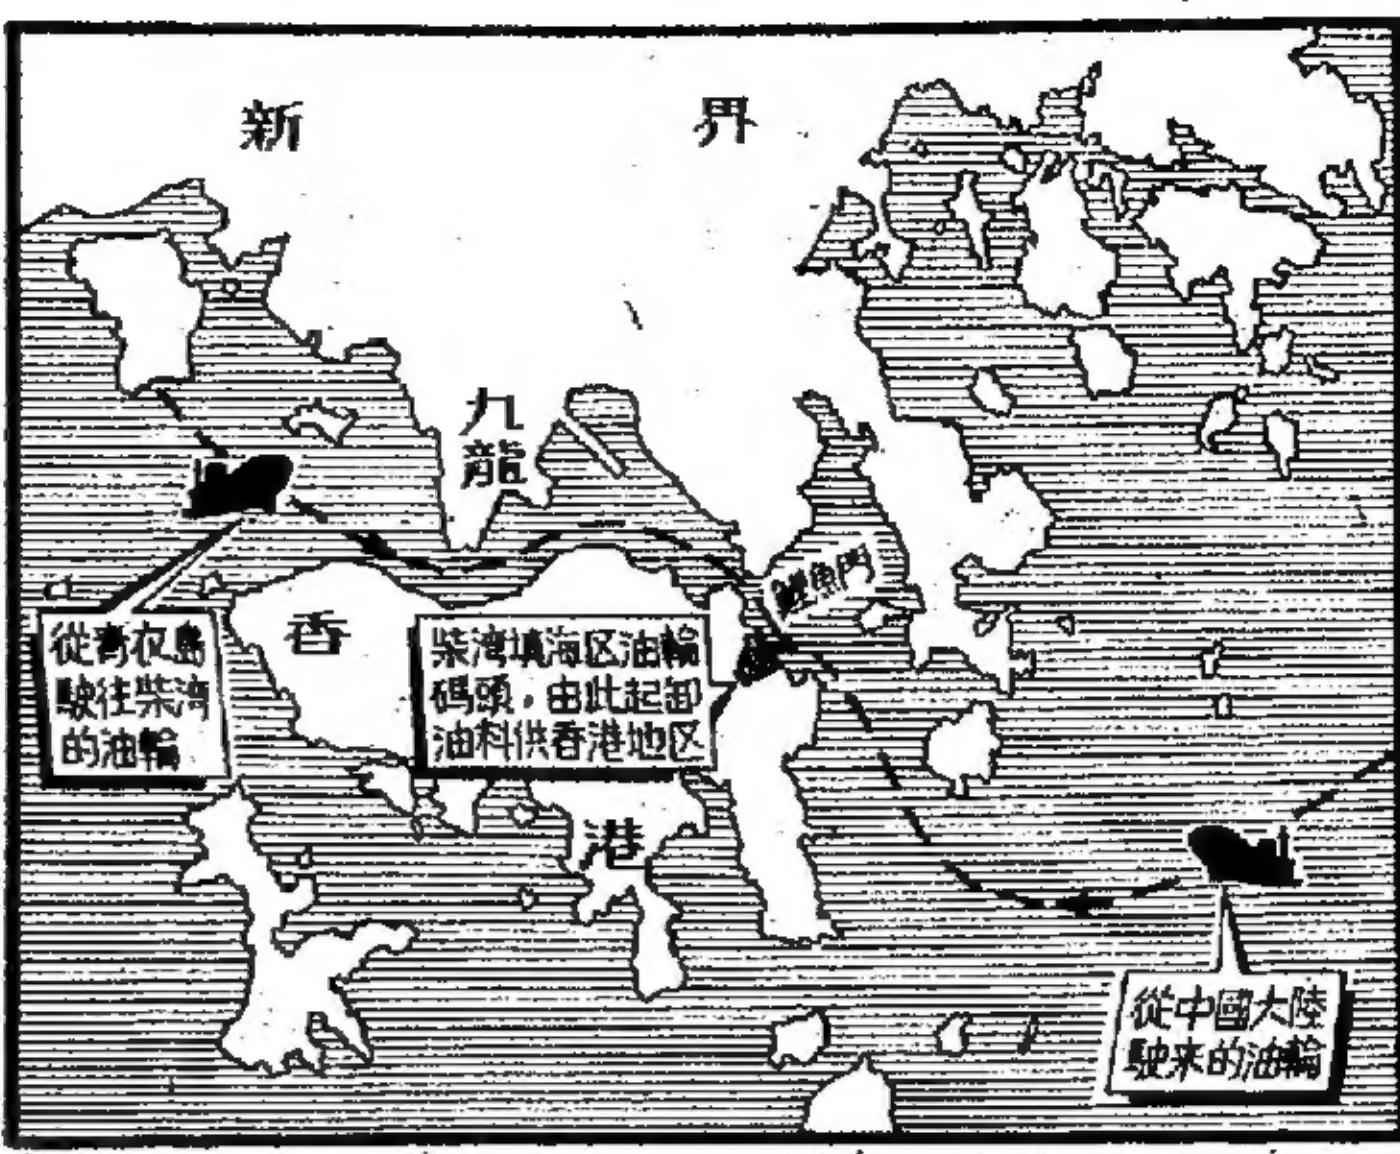 新界
九
龍
鯉魚門
香
從青衣島
駛往柴湾
的油輪
柴湾填海区油輪
碼頭，由此起卸
油料供香港地区
港
從中國大陸
駛来的油輪